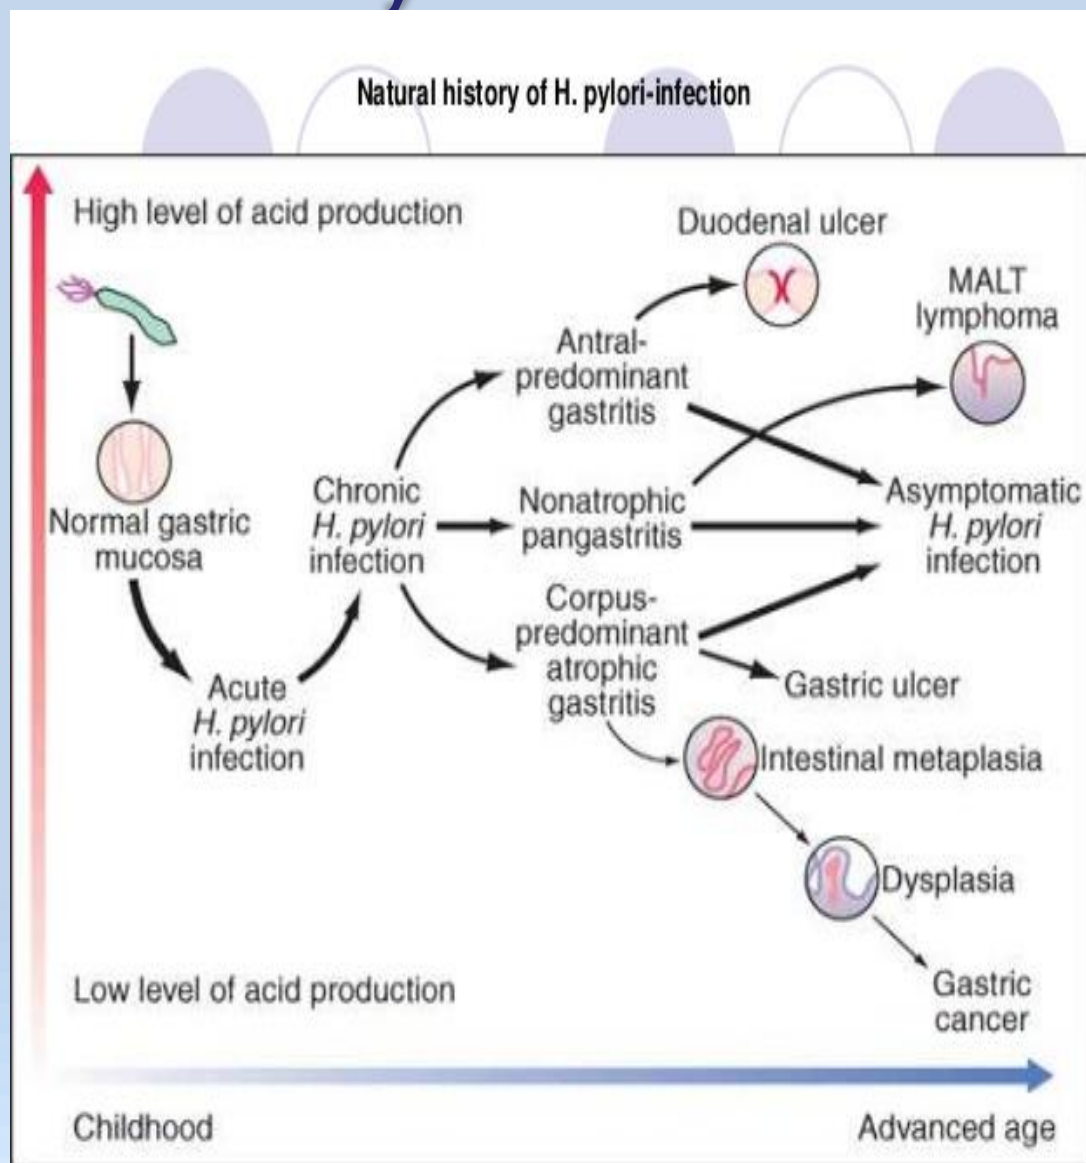 Natural history of H. pylori-infection
High level of acid production
Duodenal ulcer
MALT
lymphoma
Antral-
predominant
gastritis
Normal gastric
mucosa
Chronic
H. pylori
infection
Nonatrophic
pangastritis
Asymptomatic
H. pylori
infection
Corpus-
predominant
atrophic
gastritis
Acute
H. pylori
infection
Gastric ulcer
Intestinal metaplasia
Dysplasia
Gastric
cancer
Low level of acid production
Childhood
Advanced age